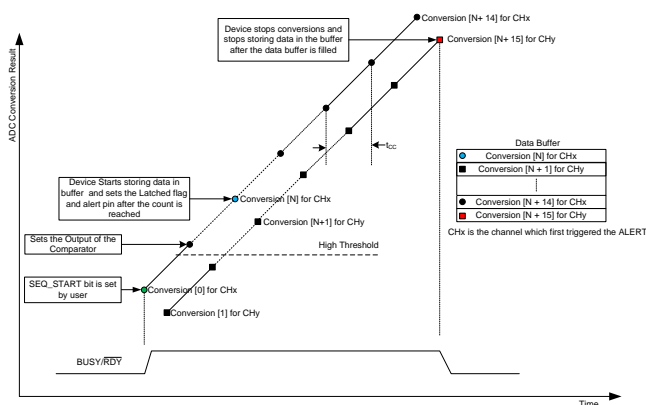 ADC Conversion Result
Device stops conversions and
stops storing data in the buffer
after the data buffer is filled
Conversion [N+ 14] for CHx
Conversion [N+ 15] for CHy
tCC
Device Starts storing data in
buffer and sets the Latched flag
and alert pin after the count is
reached
Conversion [N] for CHx
Conversion [N+1] for CHy
Sets the Output of the
Comparator
High Threshold
SEQ_START bit is set
by user
Conversion [0] for CHx
Conversion [1] for CHy
Data Buffer
Conversion [N] for CHx
Conversion [N + 1] for CHy
Conversion [N + 14] for CHx
Conversion [N + 15] for CHy
CHx is the channel which first triggered the ALERT
BUSY/RDY
Time